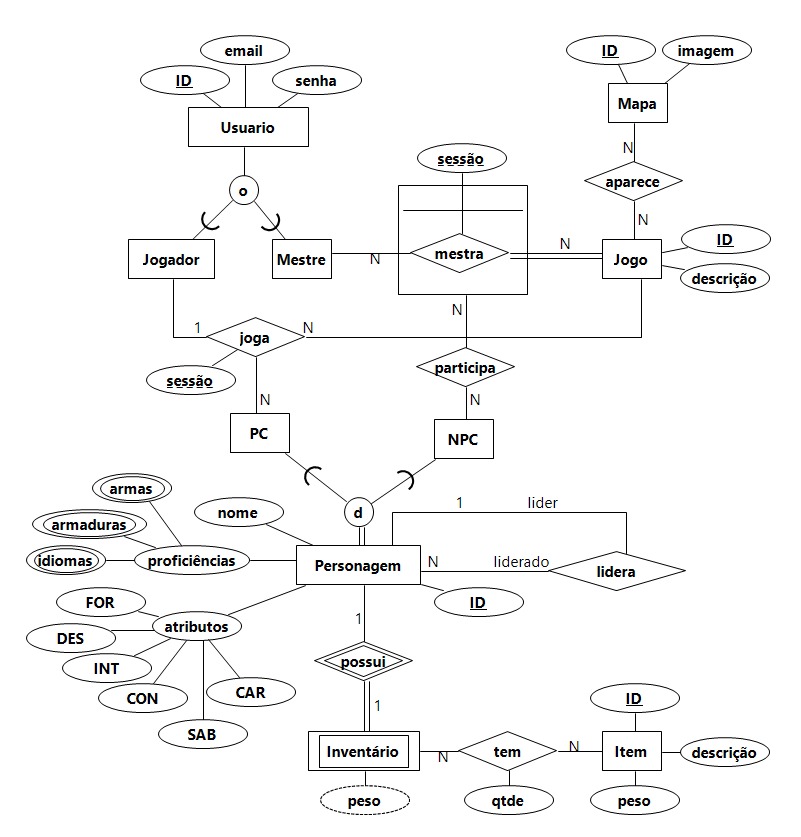 email
ID
imagem
ID
senha
Mapa
Usuario
N
sessão
aparece
o
N
ID
Jogador
Mestre
N
mestra
N
Jogo
descrição
N
1
joga
N
participa
sessão
N
N
PC
NPC
armas
nome
d
1
lider
armaduras
idiomas
proficiências
Personagem
N
liderado
lidera
FOR
ID
atributos
1
DES
INT
possui
CON
CAR
ID
1
SAB
Inventário
N
tem
N
Item
descrição
peso
qtde
peso